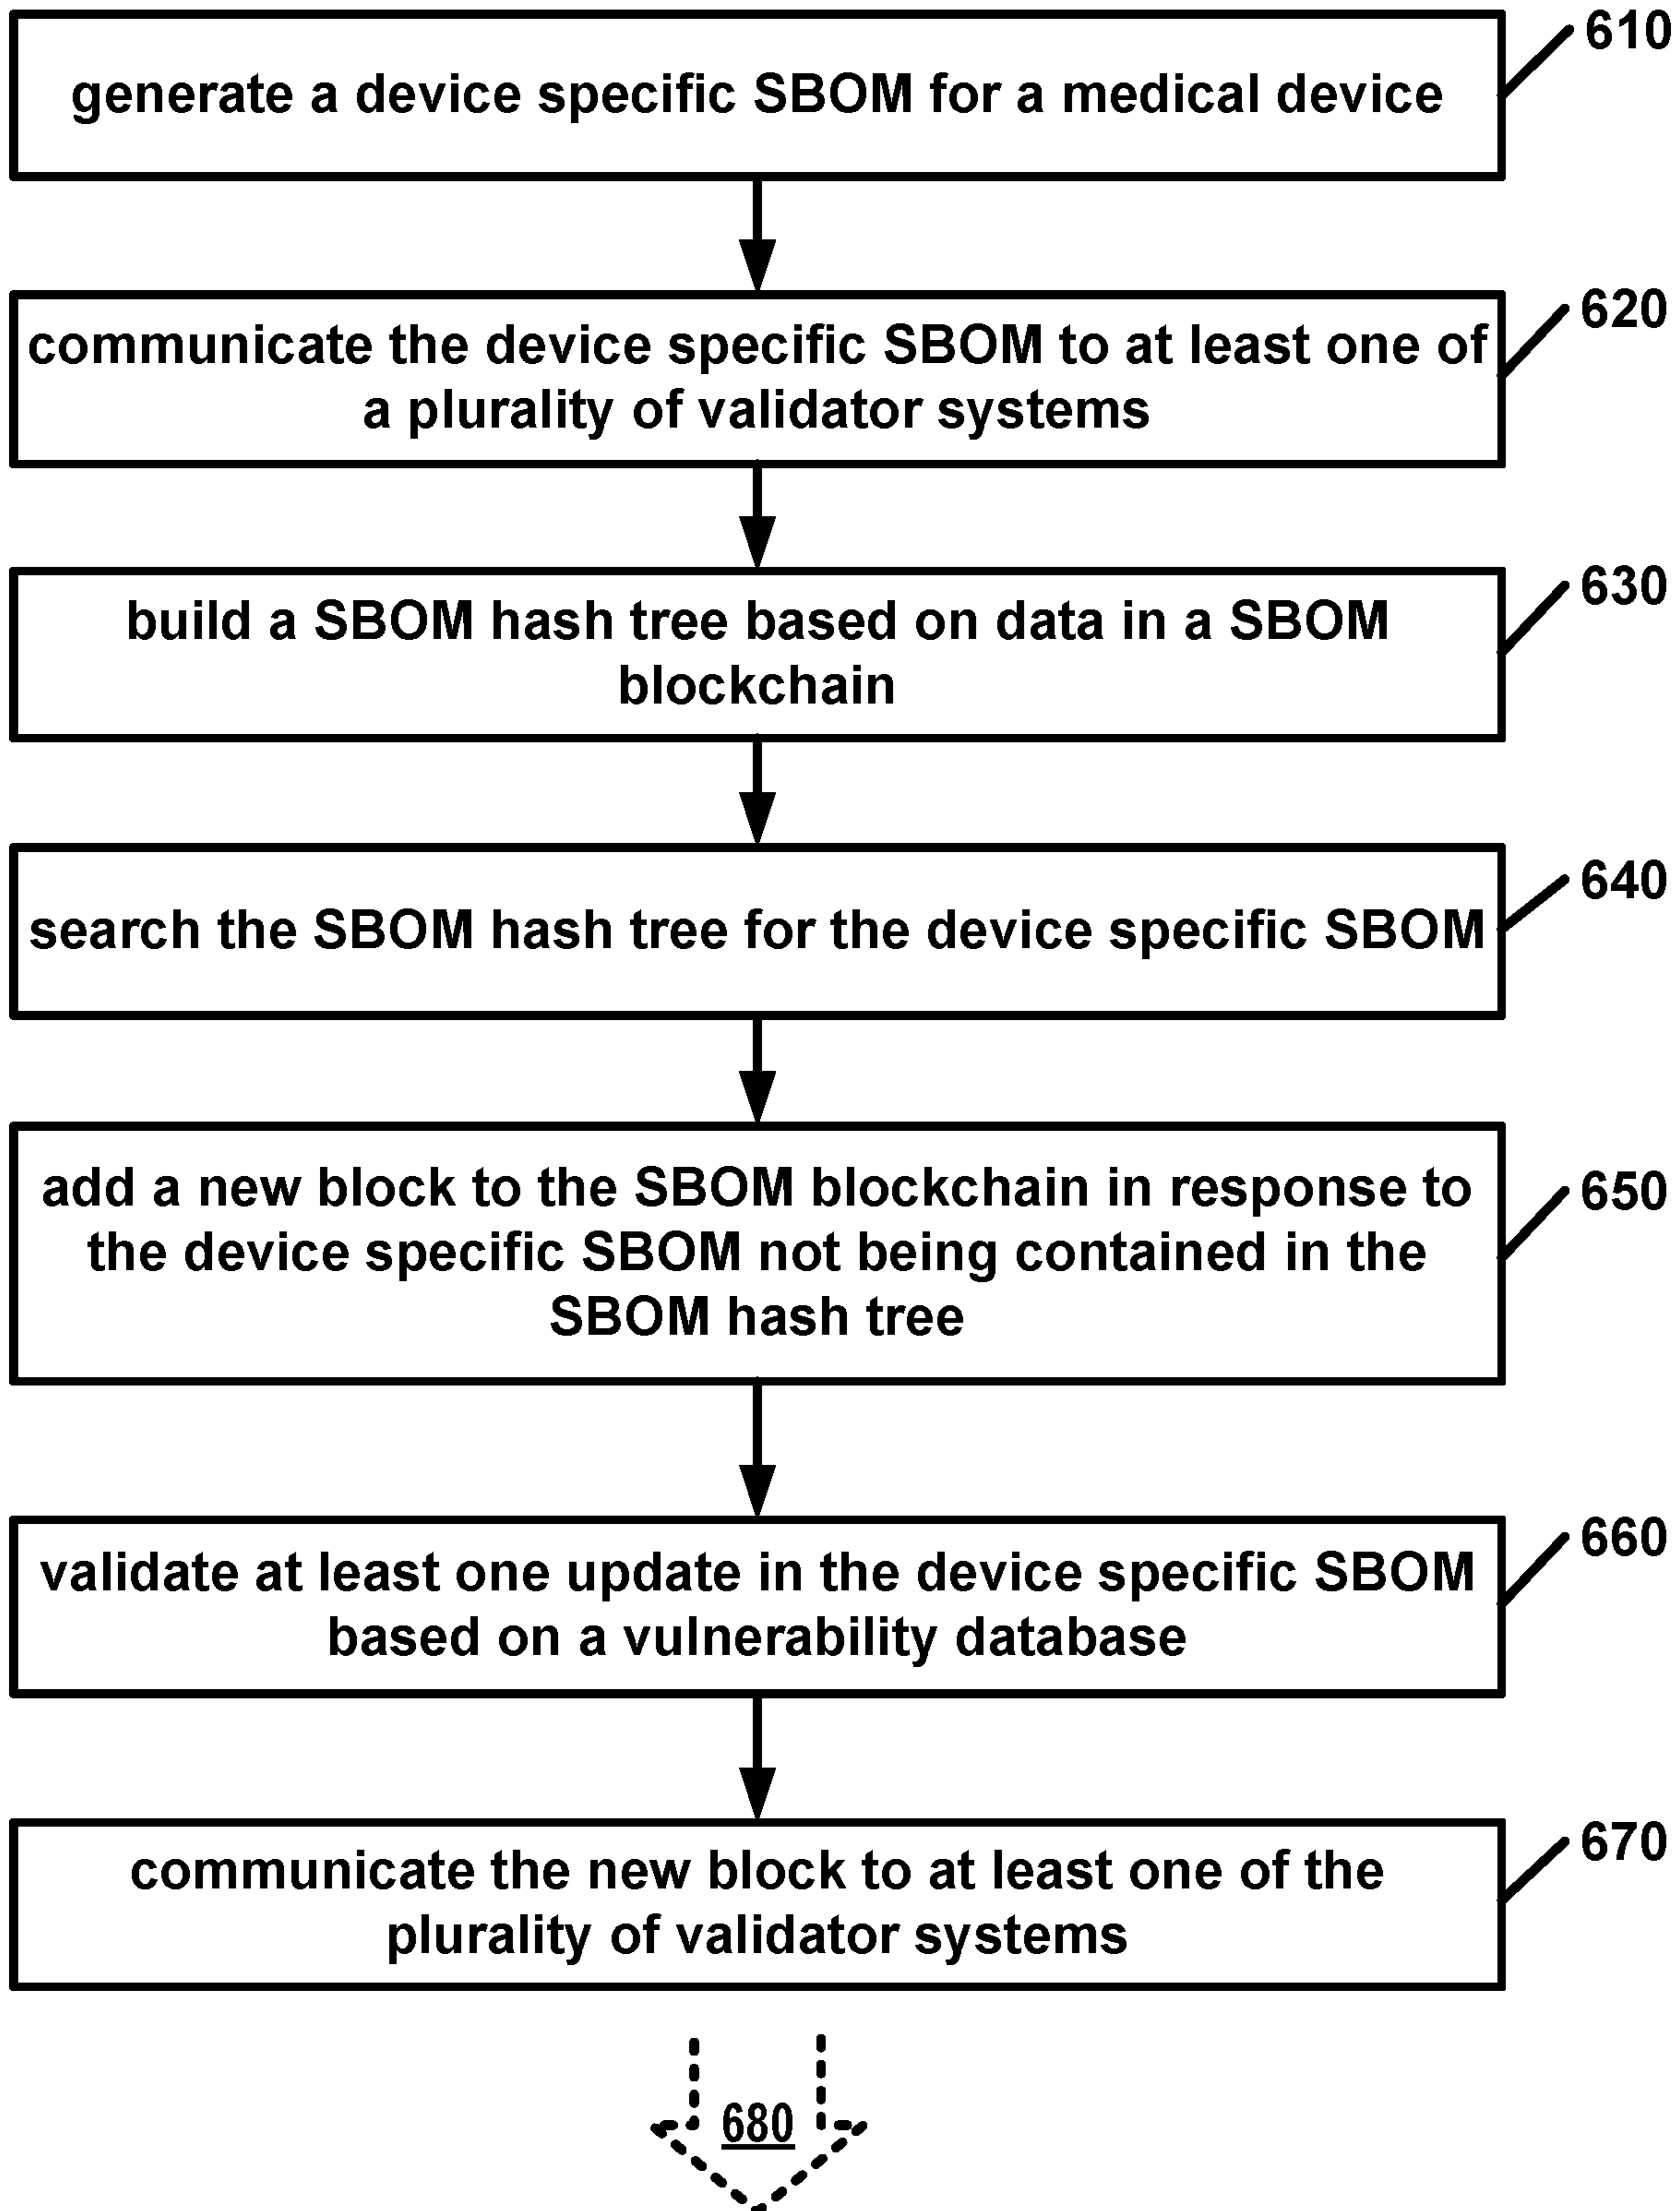 610
generate a device specific SBOM for a medical device
620
communicate the device specific SBOM to at least one of
a plurality of validator systems
630
build a SBOM hash tree based on data in a SBOM
blockchain
640
search the SBOM hash tree for the device specific SBOM
650
add a new block to the SBOM blockchain in response to
the device specific SBOM not being contained in the
SBOM hash tree
660
validate at least one update in the device specific SBOM
based on a vulnerability database
670
communicate the new block to at least one of the
plurality of validator systems
680